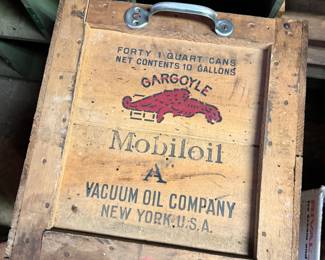 FORTY 1 QUART CANS
NET CONTENTS 10 GALLONS
GARGOYLE
Mobiloil
"A"
VACUUM OIL COMPANY
NEW YORK, U.S.A.